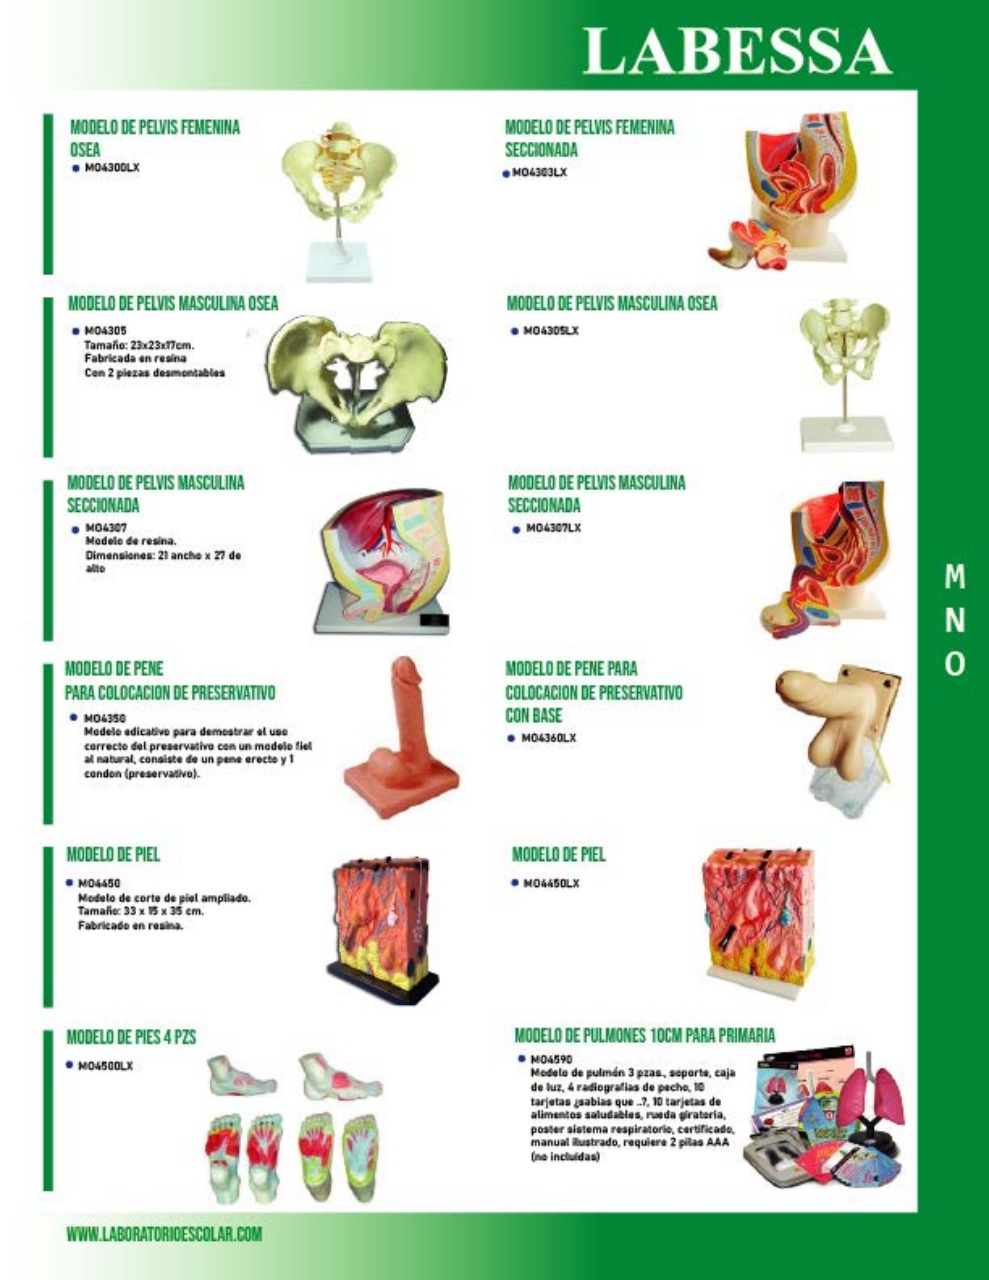 LABESSA
MODELO DE PELVIS FEMENINA
OSEA
MO4300LX
MODELO DE PELVIS FEMENINA
SECCIONADA
MO4303LX
MODELO DE PELVIS MASCULINA OSEA
MO4305
Tamaño: 23x23x17cm.
Fabricada en resina
Con 2 piezas desmontables
MODELO DE PELVIS MASCULINA OSEA
MO4305LX
MODELO DE PELVIS MASCULINA
SECCIONADA
MO4307
Modelo de resina.
Dimensiones: 21 ancho x 27 de
alto
MODELO DE PELVIS MASCULINA
SECCIONADA
MO4307LX
M
N
O
MODELO DE PENE
PARA COLOCACION DE PRESERVATIVO
MO4350
Modelo edicativo para demostrar el uso
correcto del preservativo con un modelo fiel
al natural, consiste de un pene erecto y 1
condon (preservativo).
MODELO DE PENE PARA
COLOCACION DE PRESERVATIVO
CON BASE
MO4360LX
MODELO DE PIEL
MO4450
Modelo de corte de piel ampliado.
Tamaño: 33 x 15 x 35 cm.
Fabricado en resina.
MODELO DE PIEL
MO4450LX
MODELO DE PIES 4 PZS
MO4500LX
MODELO DE PULMONES 10CM PARA PRIMARIA
MO4590
Modelo de pulmón 3 pzas., soporte, caja
de luz, 4 radiografias de pecho, 10
tarjetas ¿sabias que ..?, 10 tarjetas de
alimentos saludables, rueda giratoria,
poster sistema respiratorio, certificado,
manual ilustrado, requiere 2 pilas AAA
(no incluidas)
WWW.LABORATORIOESCOLAR.COM